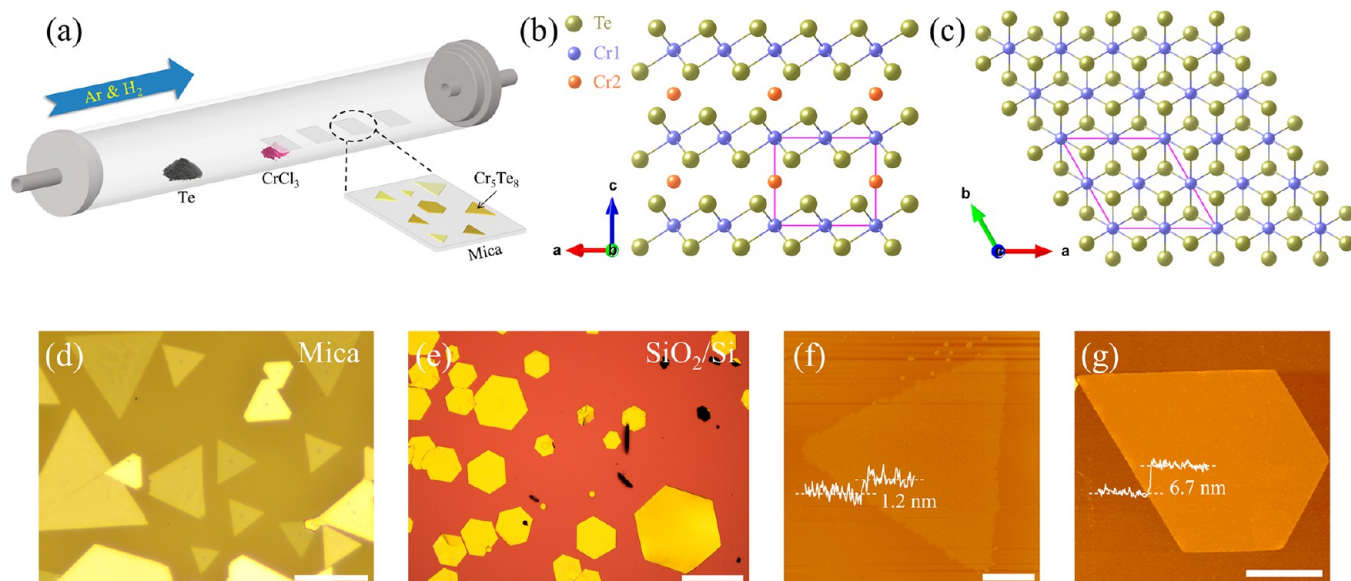 (a)
Ar & H₂
Te
CrCl₃
Cr₅Te₈
Mica
(b)
Te
Cr1
Cr2
c
a
b
(c)
b
c
a
(d)
Mica
(e)
SiO₂/Si
(f)
1.2 nm
(g)
6.7 nm